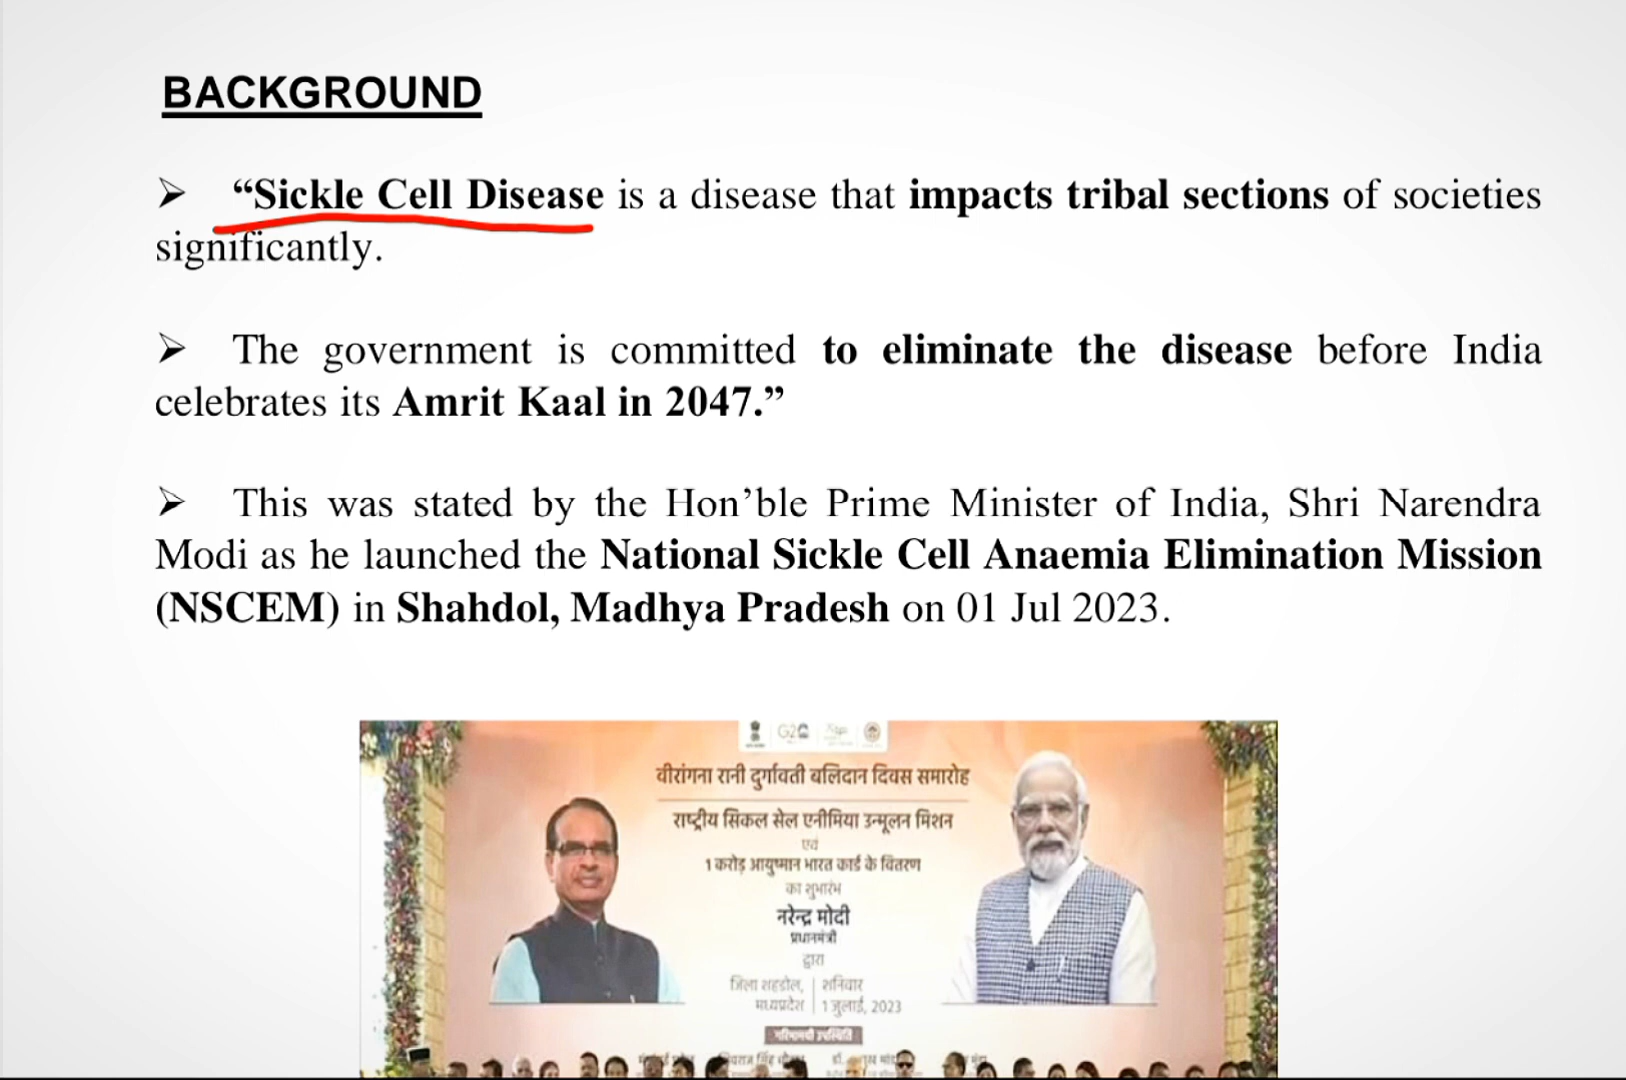 BACKGROUND
➤ “Sickle Cell Disease is a disease that impacts tribal sections of societies
significantly.
➤ The government is committed to eliminate the disease before India
celebrates its Amrit Kaal in 2047.”
➤ This was stated by the Hon’ble Prime Minister of India, Shri Narendra
Modi as he launched the National Sickle Cell Anaemia Elimination Mission
(NSCEM) in Shahdol, Madhya Pradesh on 01 Jul 2023.
G20
वीरांगना रानी दुर्गावती बलिदान दिवस समारोह
राष्ट्रीय सिकल सेल एनीमिया उन्मूलन मिशन
एवं
1 करोड़ आयुष्मान भारत कार्ड के वितरण
का शुभारंभ
नरेन्द्र मोदी
प्रधानमंत्री
द्वारा
जिला शहडोल, | शनिवार
मध्यप्रदेश | 1 जुलाई, 2023
गरिमामयी उपस्थिति